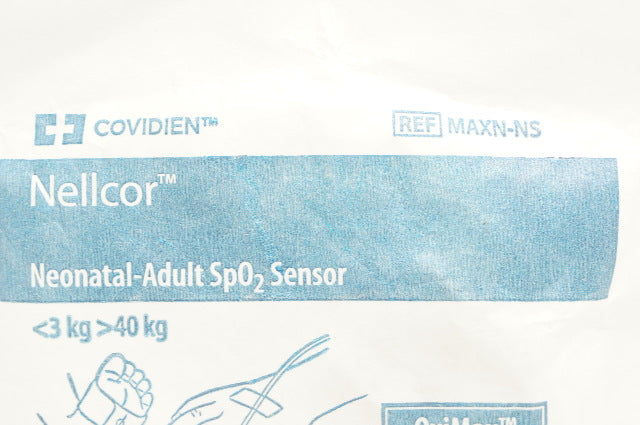 COVIDIEN™
REF MAXN-NS
Nellcor™
Neonatal-Adult SpO₂ Sensor
<3 kg >40 kg